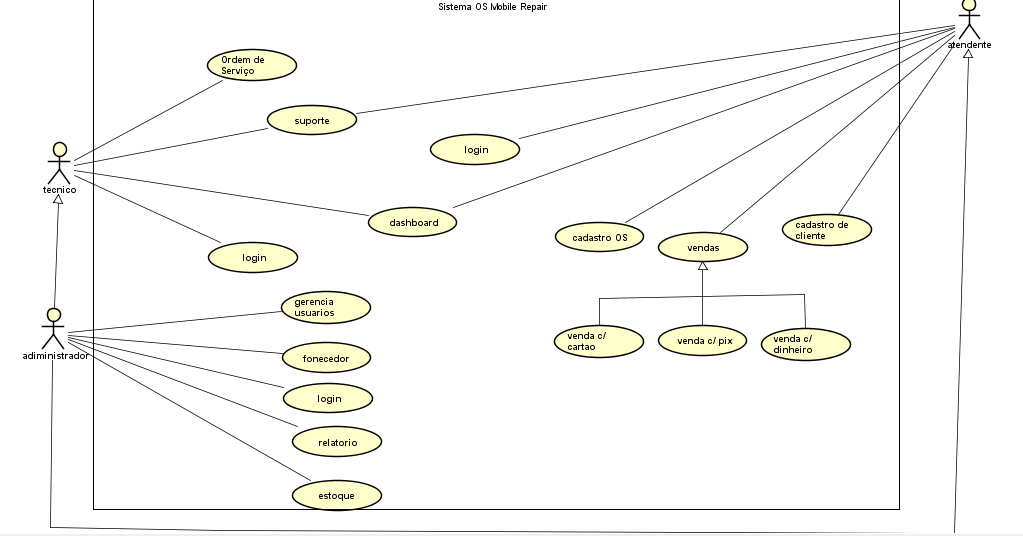 Sistema OS Mobile Repair
atendente
Ordem de
Serviço
suporte
login
tecnico
dashboard
cadastro OS
vendas
cadastro de
cliente
login
gerencia
usuarios
adiministrador
fonecedor
venda c/
cartao
venda c/ pix
venda c/
dinheiro
login
relatorio
estoque